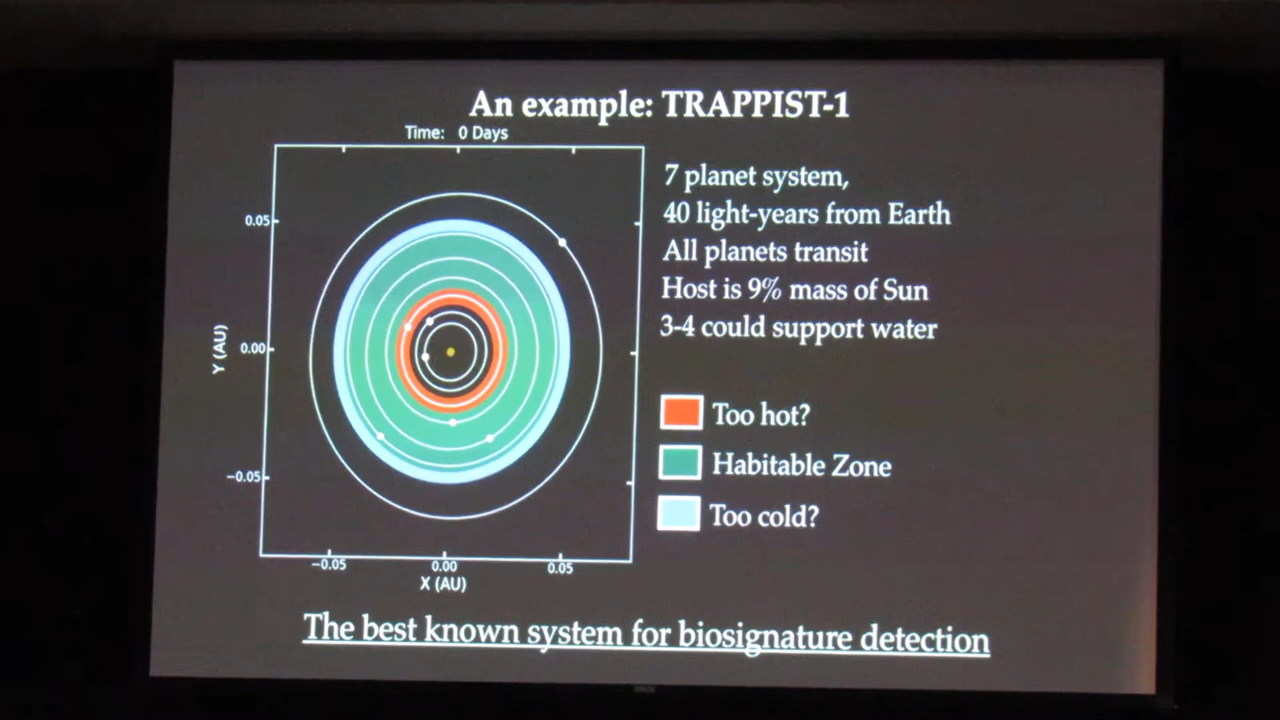 An example: TRAPPIST-1
Time: 0 Days
7 planet system,
40 light-years from Earth
All planets transit
Host is 9% mass of Sun
3-4 could support water
0.05
0.00
−0.05
Y (AU)
−0.05 0.00 0.05
X (AU)
Too hot?
Habitable Zone
Too cold?
The best known system for biosignature detection